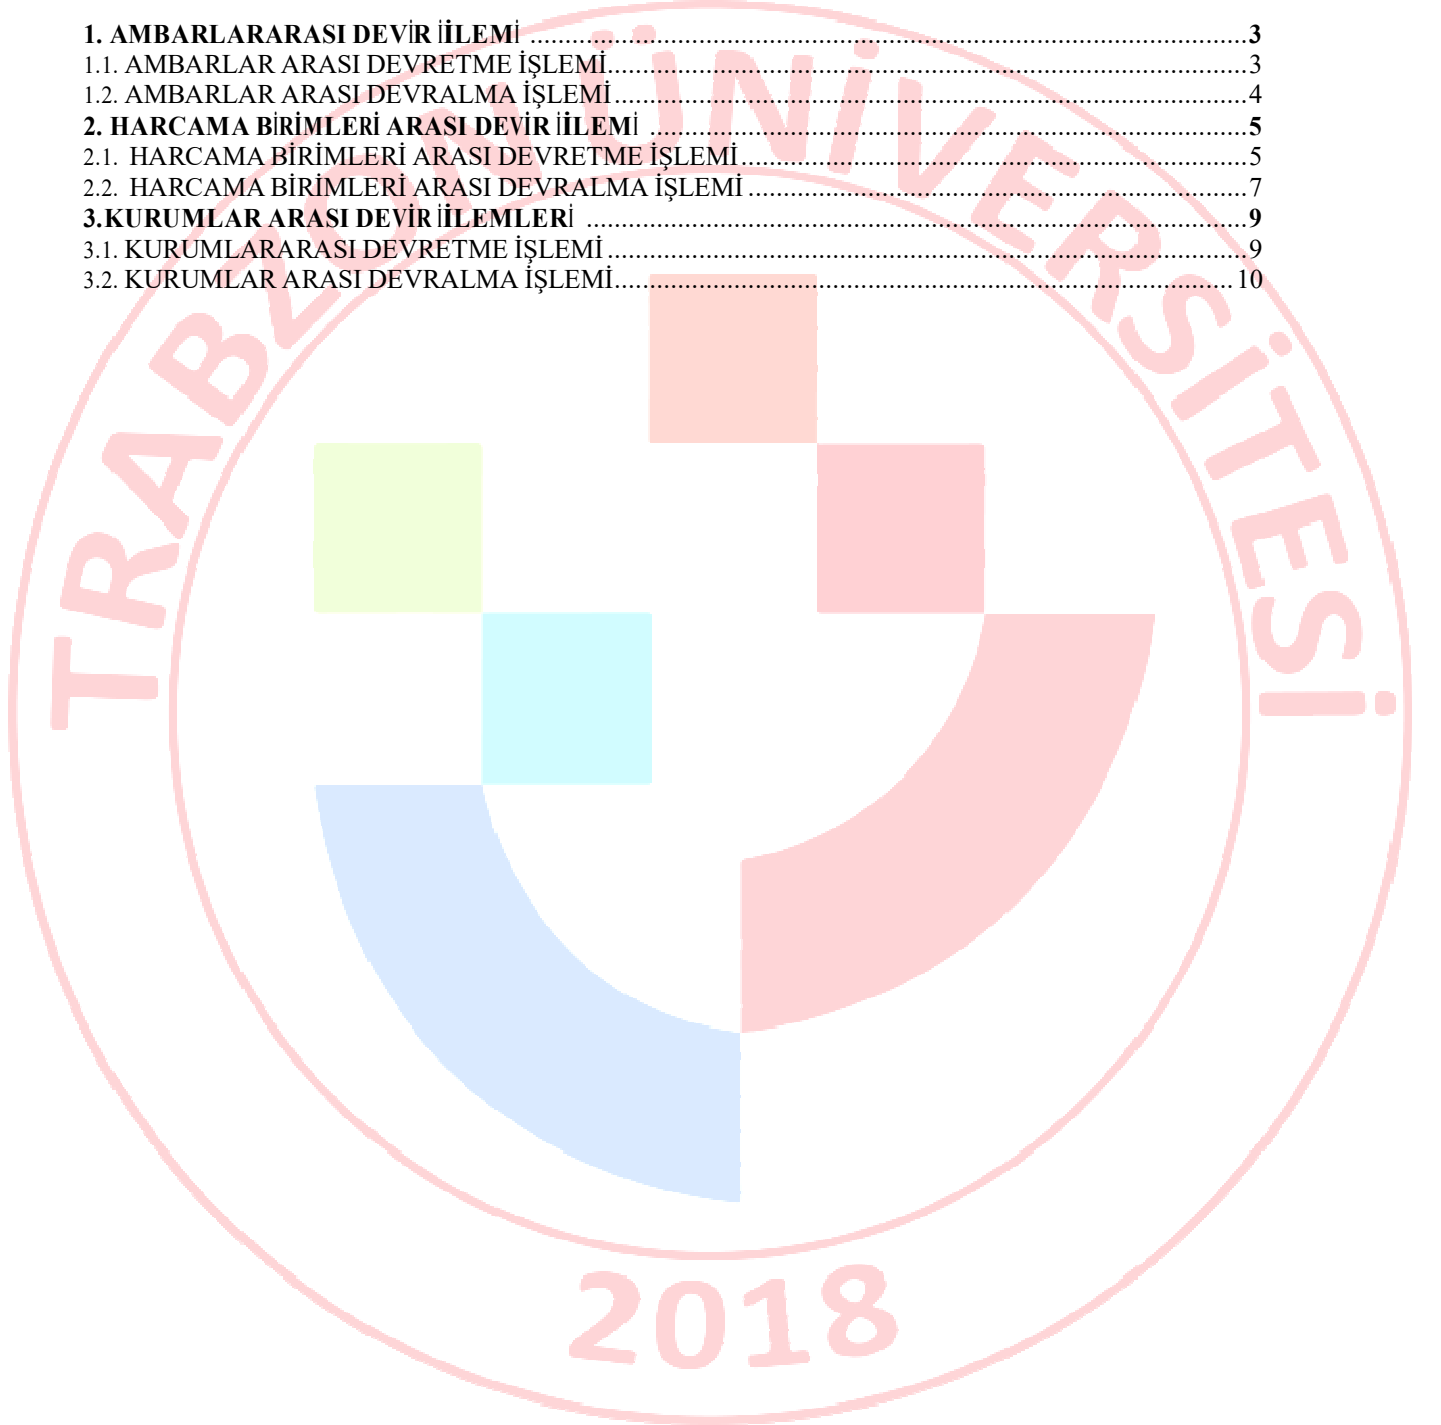 1. AMBARLARARASI DEVİR İİLEMİ ........................................ 3
1.1. AMBARLAR ARASI DEVRETME İŞLEMİ ........................................ 3
1.2. AMBARLAR ARASI DEVRALMA İŞLEMİ ........................................ 4
2. HARCAMA BİRİMLERİ ARASI DEVİR İİLEMİ ........................................ 5
2.1. HARCAMA BİRİMLERİ ARASI DEVRETME İŞLEMİ ........................................ 5
2.2. HARCAMA BİRİMLERİ ARASI DEVRALMA İŞLEMİ ........................................ 7
3.KURUMLAR ARASI DEVİR İİLEMLERİ ........................................ 9
3.1. KURUMLARARASI DEVRETME İŞLEMİ ........................................ 9
3.2. KURUMLAR ARASI DEVRALMA İŞLEMİ ........................................ 10
TRABZON ÜNİVERSİTESİ
2018